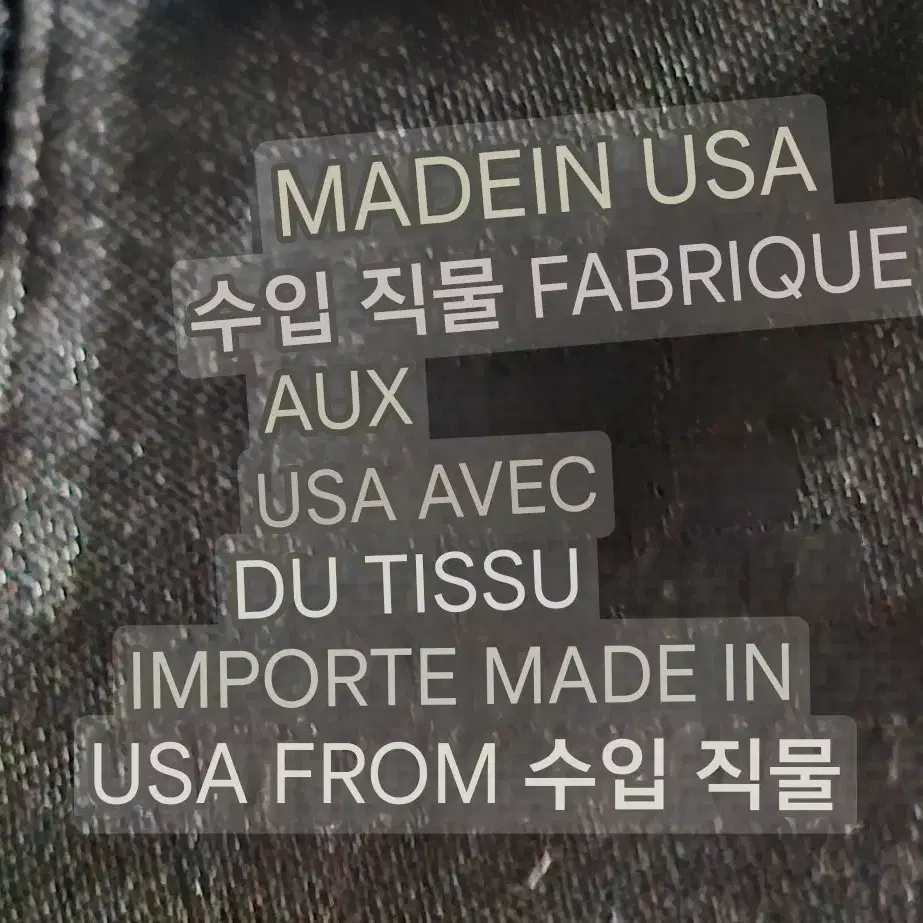 MADEIN USA
수입 직물 FABRIQUE
AUX
USA AVEC
DU TISSU
IMPORTE MADE IN
USA FROM 수입 직물